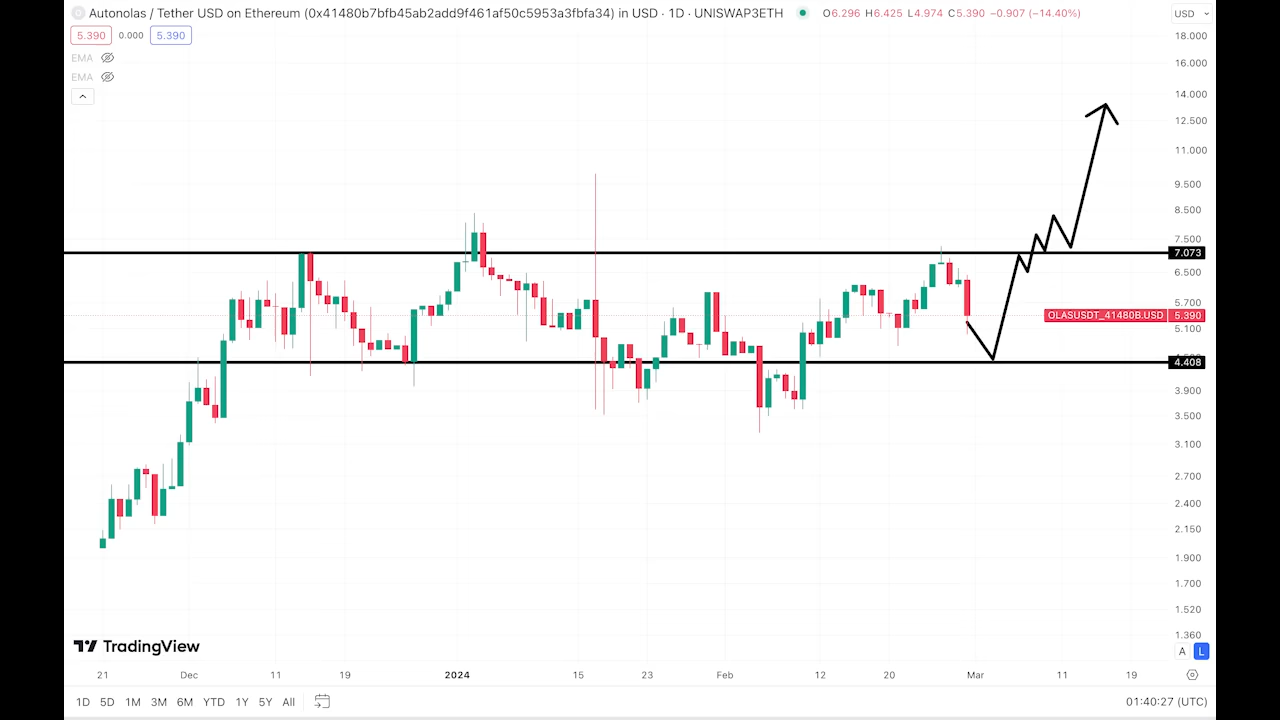 Autonolas / Tether USD on Ethereum (0x41480b7bfb45ab2add9f461af50c5953a3fbfa34) in USD · 1D · UNISWAP3ETH O6.296 H6.425 L4.974 C5.390 −0.907 (−14.40%) USD
5.390 0.000 5.390
EMA
EMA
18.000
16.000
14.000
12.500
11.000
9.500
8.500
7.500
7.073
6.500
5.700
OLASUSDT_41480B.USD 5.390
5.100
4.408
3.900
3.500
3.100
2.700
2.400
2.150
1.900
1.700
1.520
1.360
TradingView
A L
21 Dec 11 19 2024 15 23 Feb 12 20 Mar 11 19
1D 5D 1M 3M 6M YTD 1Y 5Y All 01:40:27 (UTC)